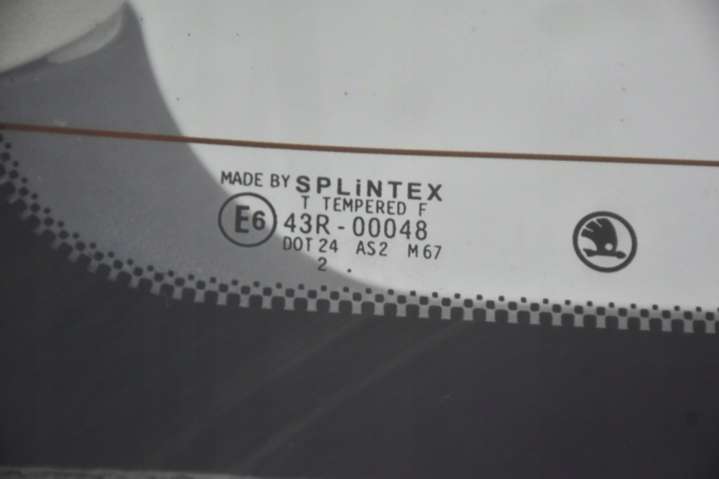 MADE BY SPLiNTEX
T TEMPERED F
E6 43R-00048
DOT 24 AS2 M67
2 .